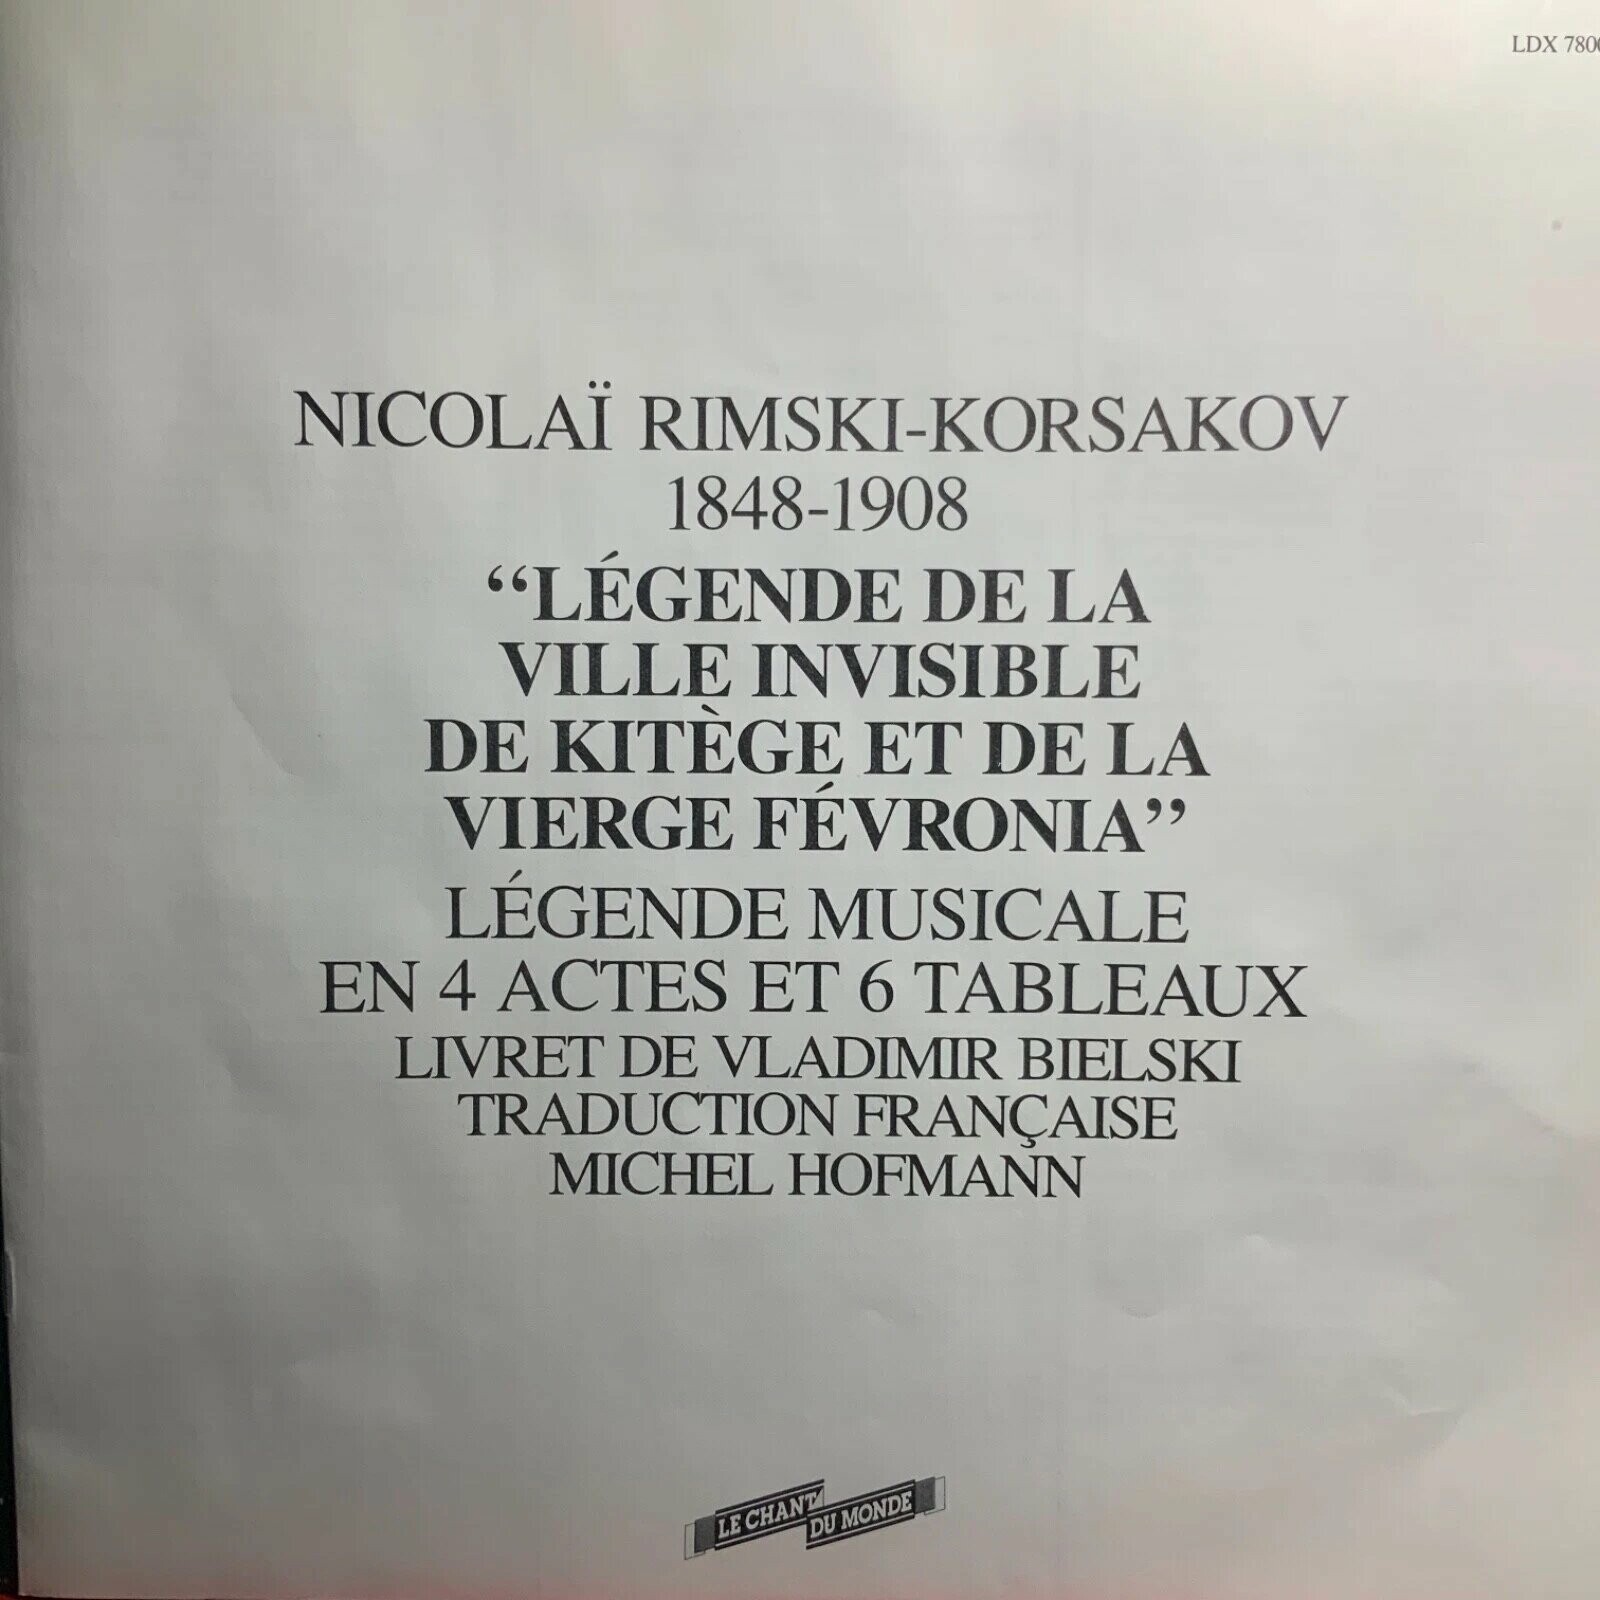 LDX 780
NICOLAÏ RIMSKI-KORSAKOV
1848-1908
“LÉGENDE DE LA
VILLE INVISIBLE
DE KITÈGE ET DE LA
VIERGE FÉVRONIA”
LÉGENDE MUSICALE
EN 4 ACTES ET 6 TABLEAUX
LIVRET DE VLADIMIR BIELSKI
TRADUCTION FRANÇAISE
MICHEL HOFMANN
LE CHANT
DU MONDE